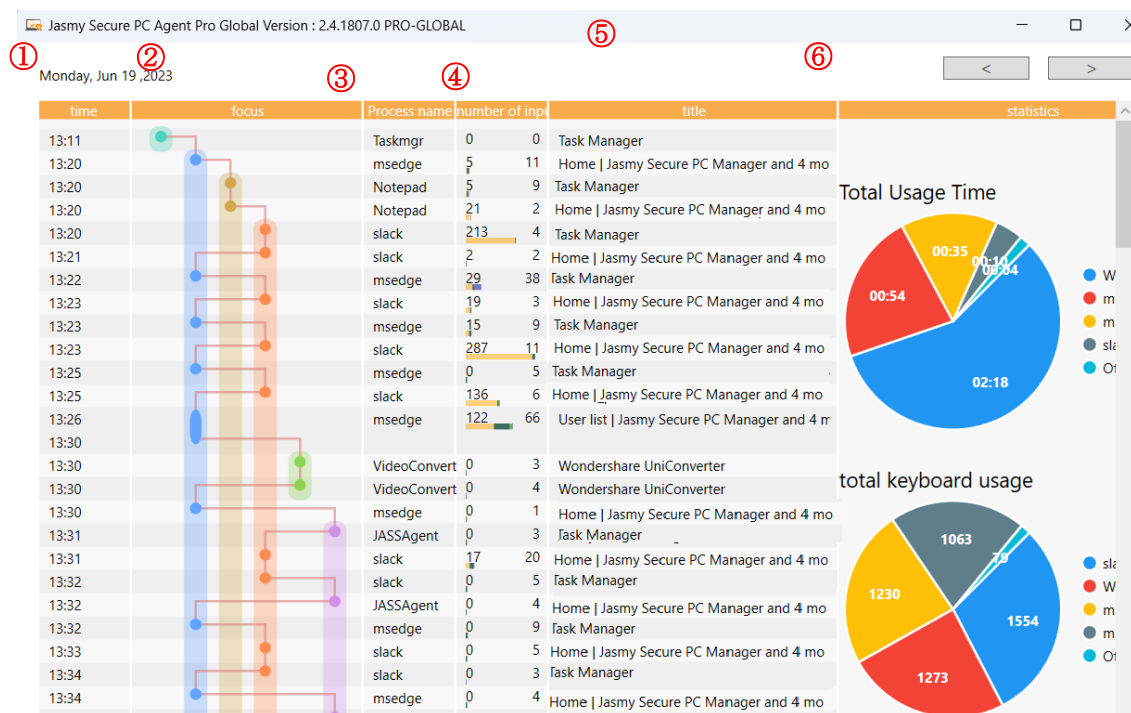 Jasmy Secure PC Agent Pro Global Version : 2.4.1807.0 PRO-GLOBAL
① ② ③ ④ ⑤ ⑥
Monday, Jun 19 ,2023 < >
time focus Process name number of inpu title statistics
13:11 Taskmgr 0 0 Task Manager
13:20 msedge 5 11 Home | Jasmy Secure PC Manager and 4 mo
13:20 Notepad 5 9 Task Manager
13:20 Notepad 21 2 Home | Jasmy Secure PC Manager and 4 mo
13:20 slack 213 4 Task Manager
13:21 slack 2 2 Home | Jasmy Secure PC Manager and 4 mo
13:22 msedge 29 38 Task Manager
13:23 slack 19 3 Home | Jasmy Secure PC Manager and 4 mo
13:23 msedge 15 9 Task Manager
13:23 slack 287 11 Home | Jasmy Secure PC Manager and 4 mo
13:25 msedge 0 5 Task Manager
13:25 slack 136 6 Home | Jasmy Secure PC Manager and 4 mo
13:26 msedge 122 66 User list | Jasmy Secure PC Manager and 4 m
13:30
13:30 VideoConvert 0 3 Wondershare UniConverter
13:30 VideoConvert 0 4 Wondershare UniConverter
13:30 msedge 0 1 Home | Jasmy Secure PC Manager and 4 mo
13:31 JASSAgent 0 3 Task Manager
13:31 slack 17 20 Home | Jasmy Secure PC Manager and 4 mo
13:32 slack 0 5 Task Manager
13:32 JASSAgent 0 4 Home | Jasmy Secure PC Manager and 4 mo
13:32 msedge 0 9 Task Manager
13:33 slack 0 5 Home | Jasmy Secure PC Manager and 4 mo
13:34 slack 0 3 Task Manager
13:34 msedge 0 4 Home | Jasmy Secure PC Manager and 4 mo
Total Usage Time
00:35
00:10
00:04
00:54
02:18
W
m
m
sla
Ot
total keyboard usage
1063
79
1230
1554
1273
sla
W
m
m
Ot